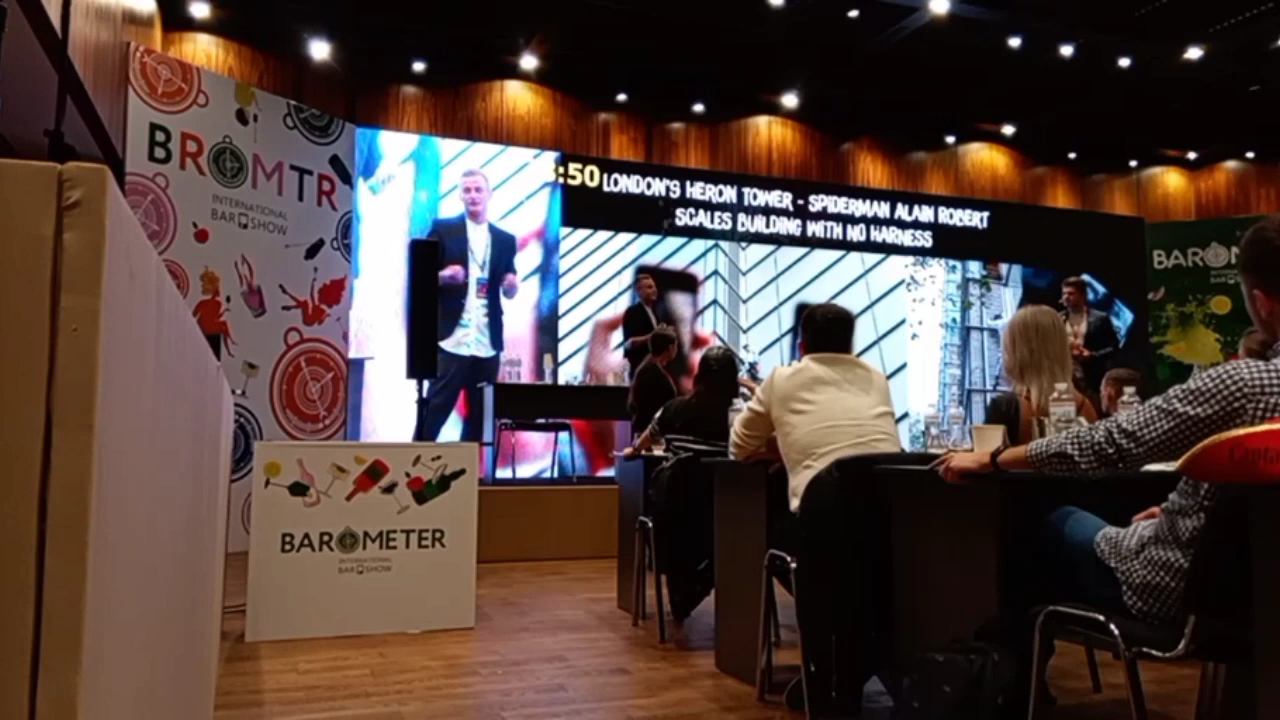 BROMTR
INTERNATIONAL
BAR SHOW
:50
LONDON'S HERON TOWER - SPIDERMAN ALAIN ROBERT
SCALES BUILDING WITH NO HARNESS
BAROMETER
INTERNATIONAL
BAR SHOW